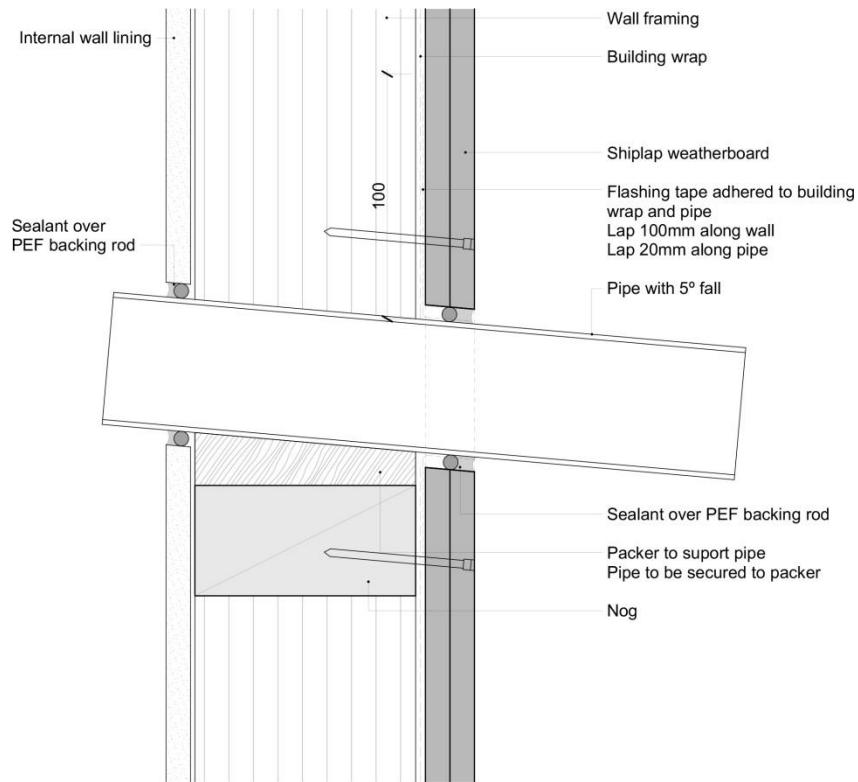 Internal wall lining
Sealant over
PEF backing rod
100
Wall framing
Building wrap
Shiplap weatherboard
Flashing tape adhered to building
wrap and pipe
Lap 100mm along wall
Lap 20mm along pipe
Pipe with 5º fall
Sealant over PEF backing rod
Packer to suport pipe
Pipe to be secured to packer
Nog